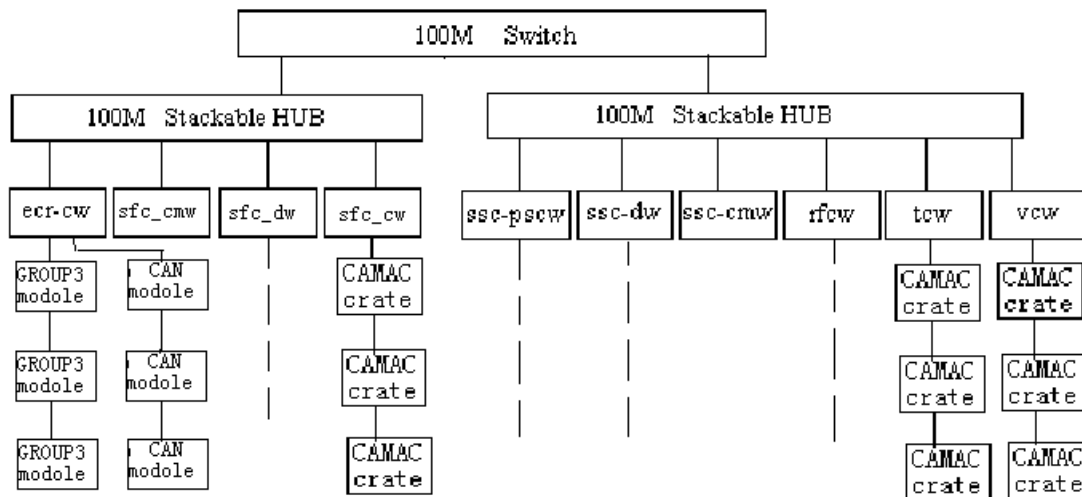 100M Switch
100M Stackable HUB
100M Stackable HUB
ecr-cw
sfc_cmw
sfc_dw
sfc_cw
ssc-pscw
ssc-dw
ssc-cmw
rfcw
tcw
vcw
GROUP3
modole
CAN
modole
CAMAC
crate
CAMAC
crate
CAMAC
crate
GROUP3
modole
CAN
modole
CAMAC
crate
CAMAC
crate
CAMAC
crate
GROUP3
modole
CAN
modole
CAMAC
crate
CAMAC
crate
CAMAC
crate